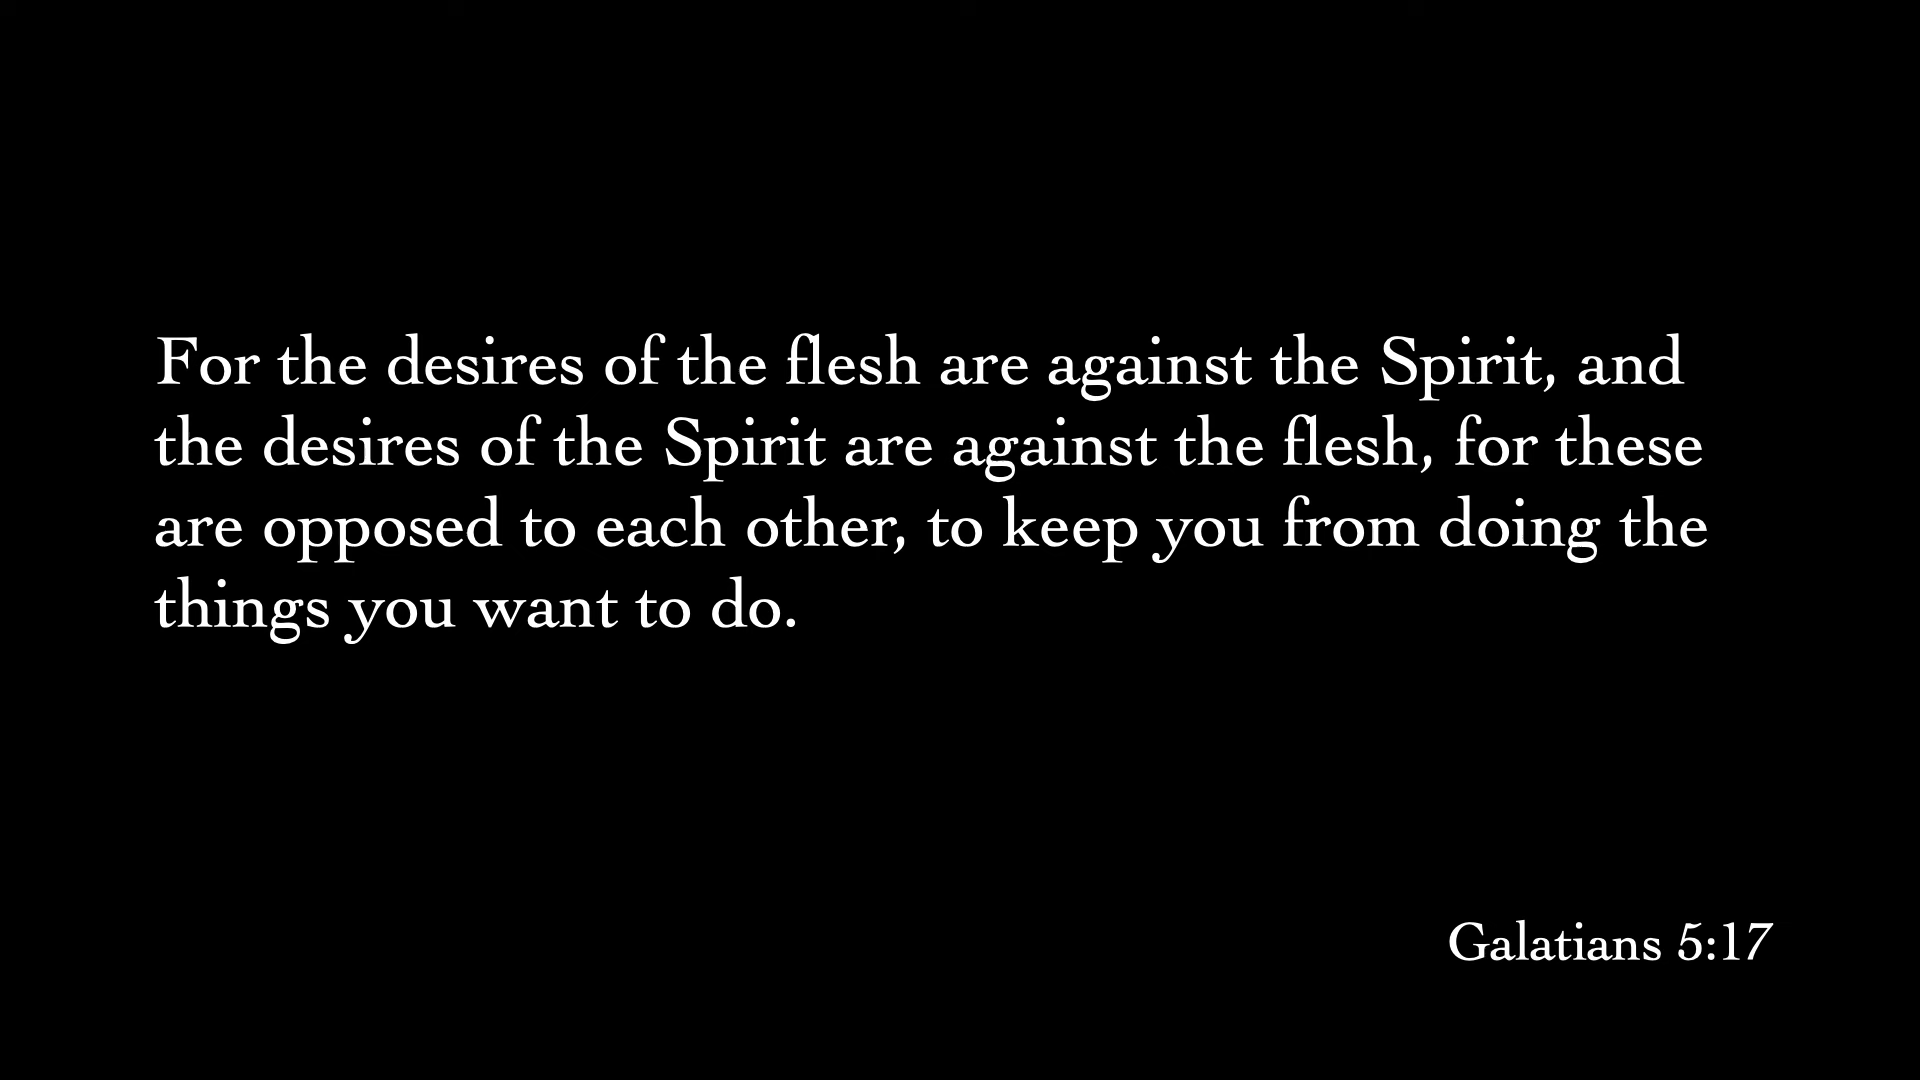 For the desires of the flesh are against the Spirit, and
the desires of the Spirit are against the flesh, for these
are opposed to each other, to keep you from doing the
things you want to do.
Galatians 5:17